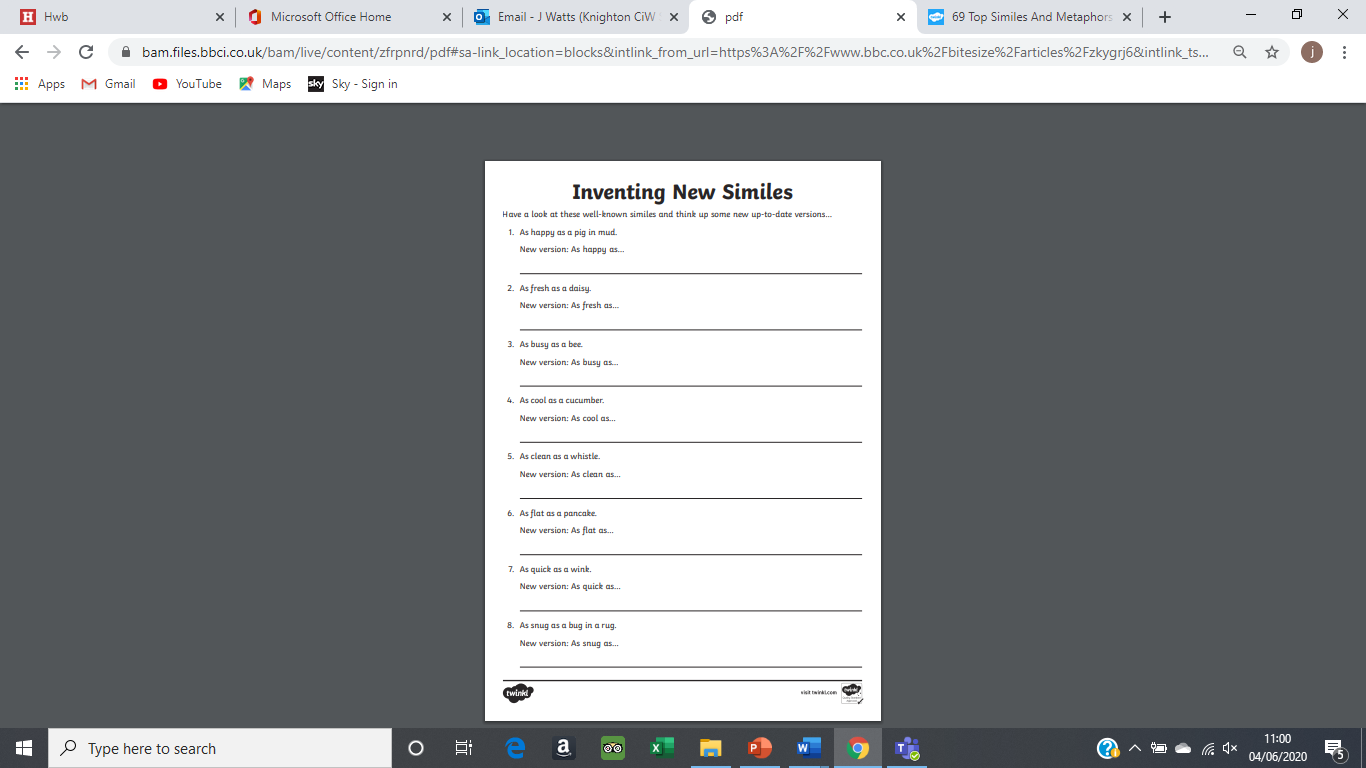 Hwb
Microsoft Office Home
Email - J Watts (Knighton CiW
pdf
69 Top Similes And Metaphors
bam.files.bbci.co.uk/bam/live/content/zfrpnrd/pdf#sa-link_location=blocks&intlink_from_url=https%3A%2F%2Fwww.bbc.co.uk%2Fbitesize%2Farticles%2Fzkygrj6&intlink_ts...
j
Apps
Gmail
YouTube
Maps
sky
Sky - Sign in
Inventing New Similes
Have a look at these well-known similes and think up some new up-to-date versions...
1. As happy as a pig in mud.
New version: As happy as...
2. As fresh as a daisy.
New version: As fresh as...
3. As busy as a bee.
New version: As busy as...
4. As cool as a cucumber.
New version: As cool as...
5. As clean as a whistle.
New version: As clean as...
6. As flat as a pancake.
New version: As flat as...
7. As quick as a wink.
New version: As quick as...
8. As snug as a bug in a rug.
New version: As snug as...
twinkl
visit twinkl.com
twinkl
Type here to search
11:00
04/06/2020
5